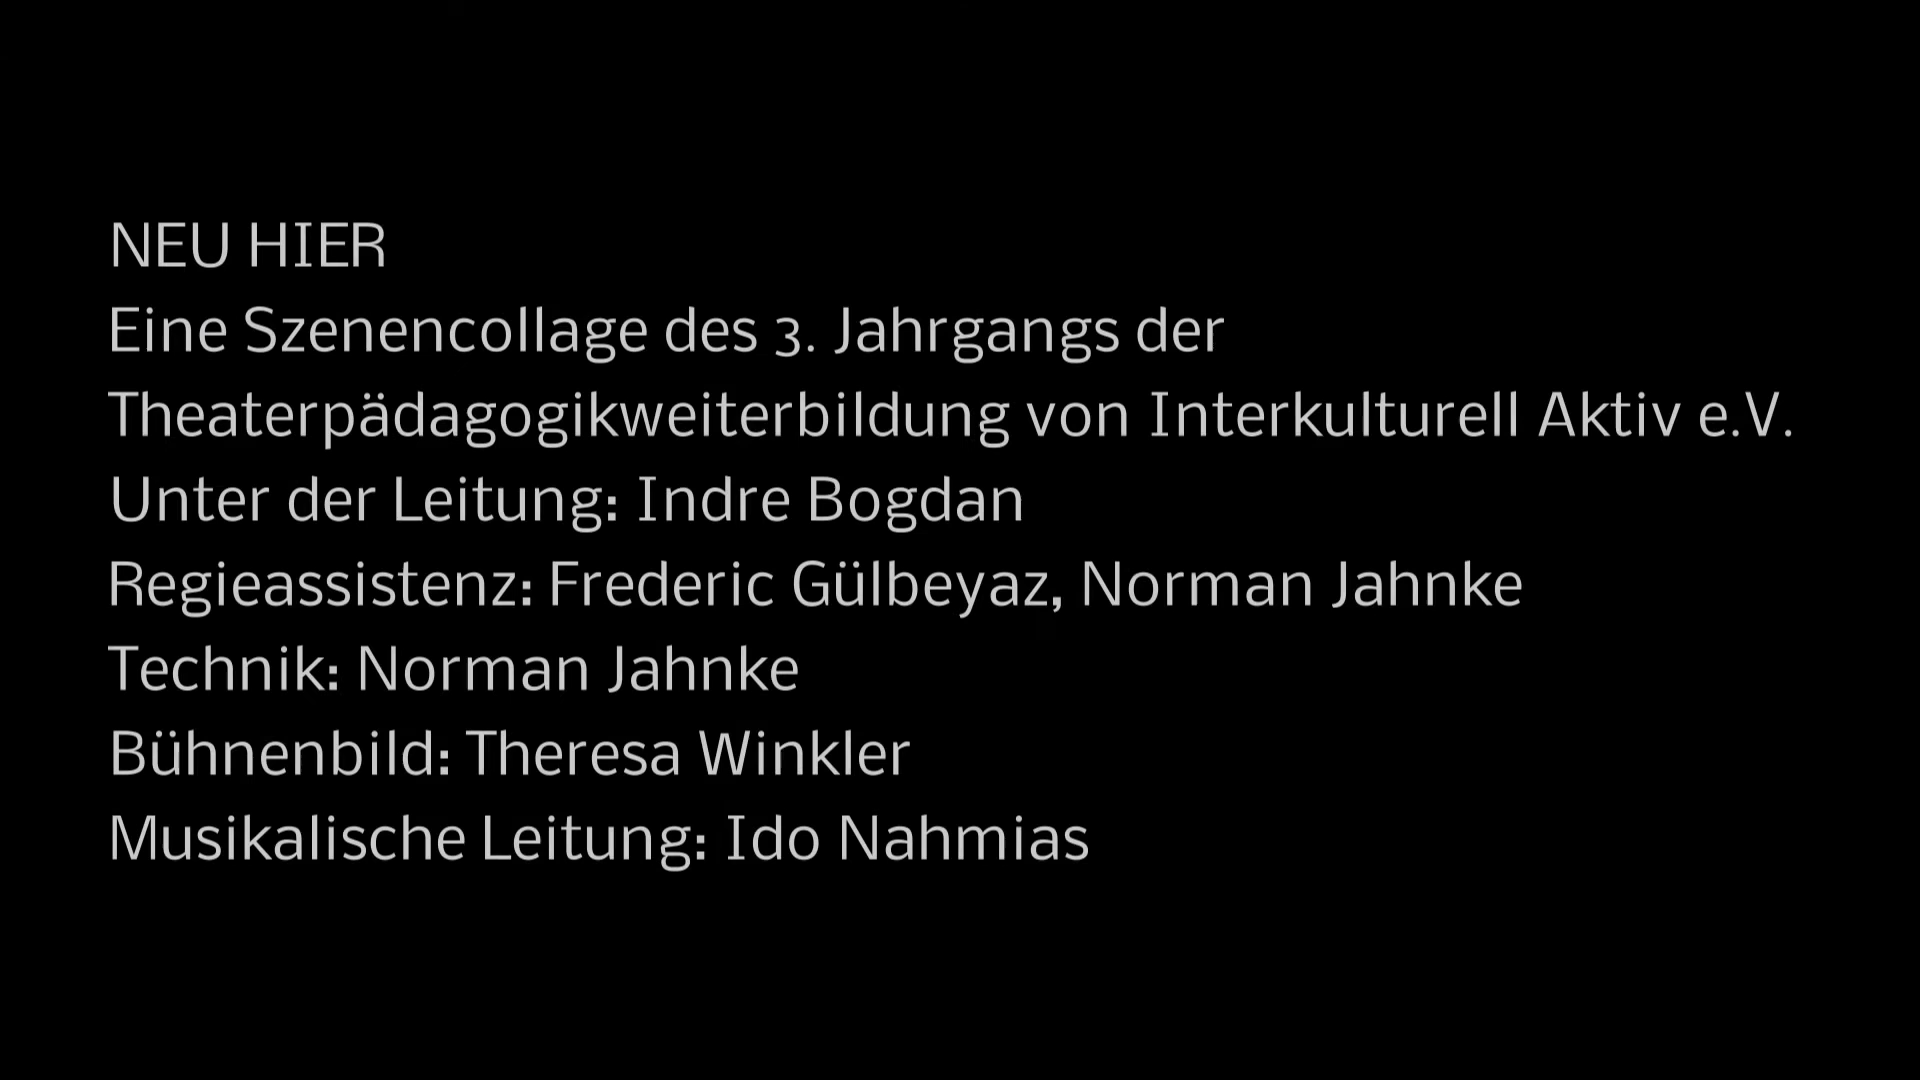 NEU HIER
Eine Szenencollage des 3. Jahrgangs der
Theaterpädagogikweiterbildung von Interkulturell Aktiv e.V.
Unter der Leitung: Indre Bogdan
Regieassistenz: Frederic Gülbeyaz, Norman Jahnke
Technik: Norman Jahnke
Bühnenbild: Theresa Winkler
Musikalische Leitung: Ido Nahmias